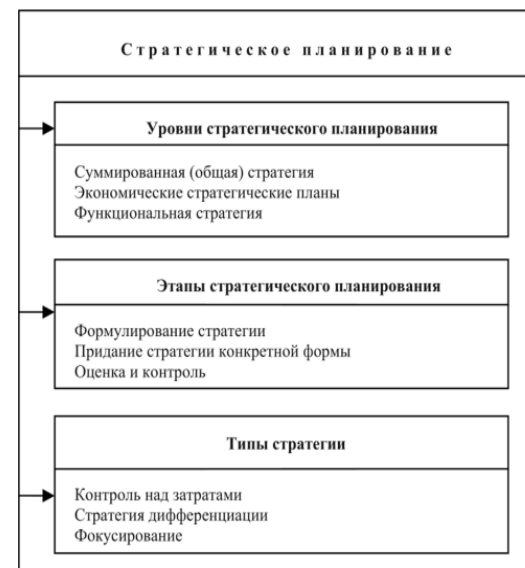 Стратегическое планирование
Уровни стратегического планирования
Суммированная (общая) стратегия
Экономические стратегические планы
Функциональная стратегия
Этапы стратегического планирования
Формулирование стратегии
Придание стратегии конкретной формы
Оценка и контроль
Типы стратегии
Контроль над затратами
Стратегия дифференциации
Фокусирование